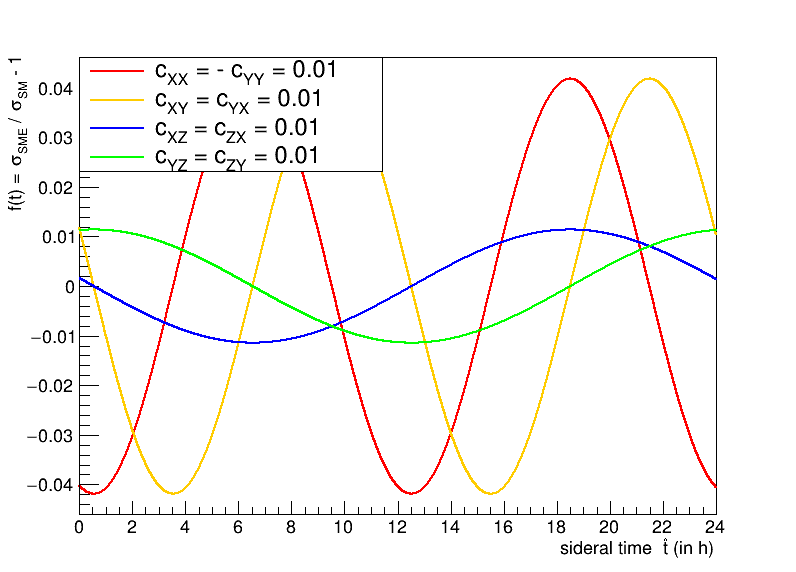 f(t) = σ_SME / σ_SM - 1
c_XX = - c_YY = 0.01
c_XY = c_YX = 0.01
c_XZ = c_ZX = 0.01
c_YZ = c_ZY = 0.01
0.04
0.03
0.02
0.01
0
−0.01
−0.02
−0.03
−0.04
0 2 4 6 8 10 12 14 16 18 20 22 24
sideral time t̂ (in h)